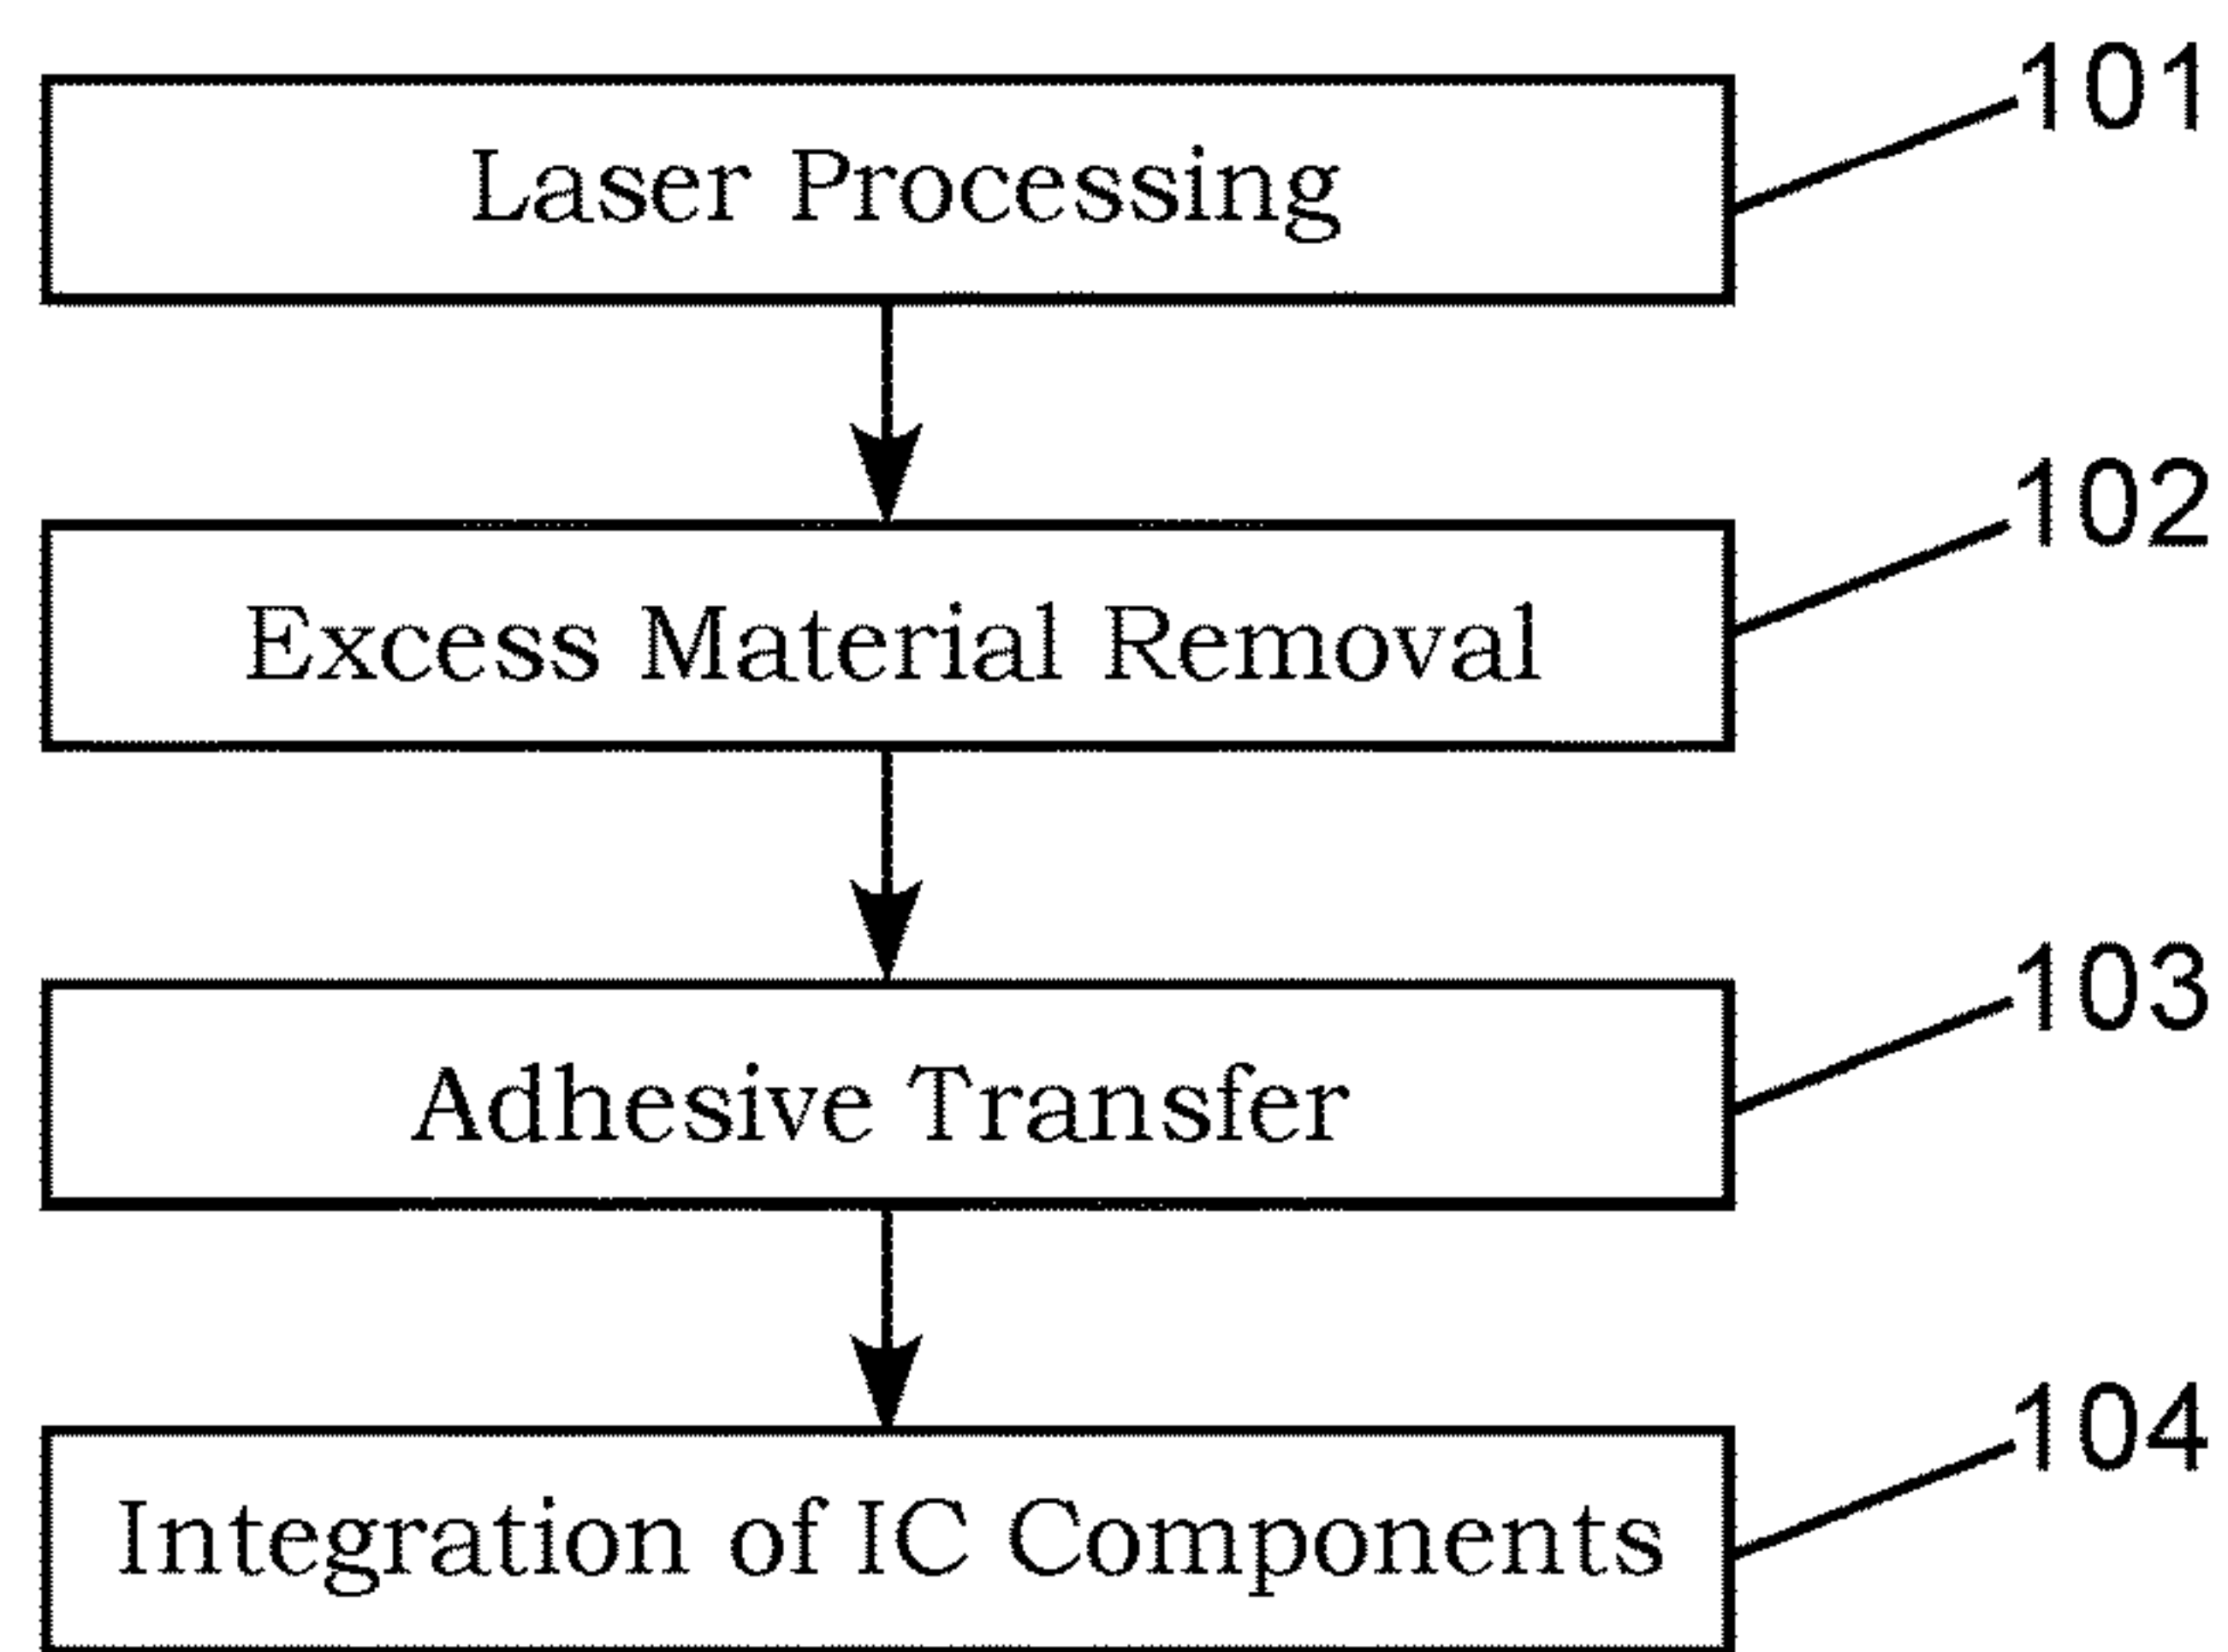 101
Laser Processing
102
Excess Material Removal
103
Adhesive Transfer
104
Integration of IC Components